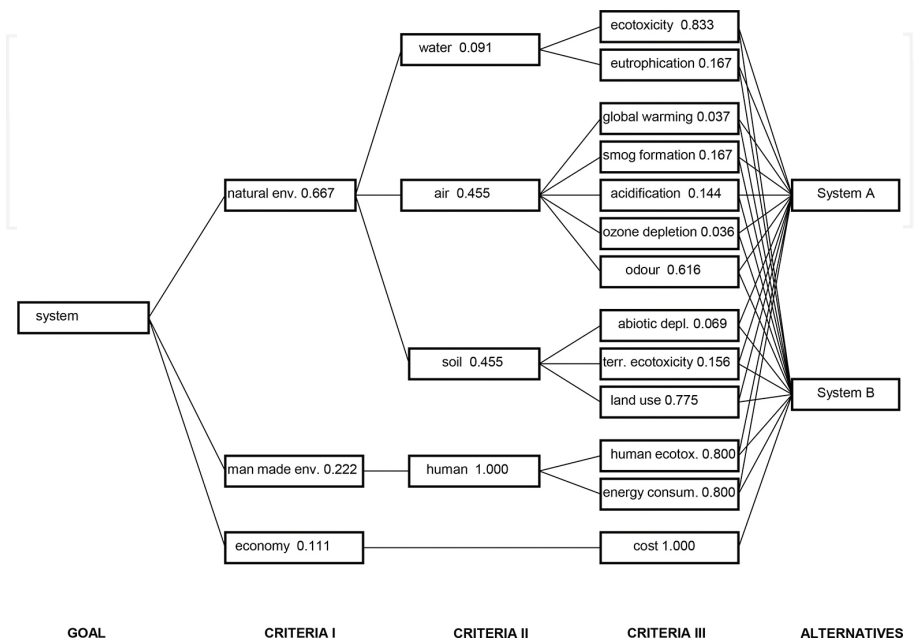 ecotoxicity 0.833
water 0.091
eutrophication 0.167
global warming 0.037
smog formation 0.167
natural env. 0.667
air 0.455
acidification 0.144
System A
ozone depletion 0.036
odour 0.616
system
abiotic depl. 0.069
soil 0.455
terr. ecotoxicity 0.156
land use 0.775
System B
human ecotox. 0.800
man made env. 0.222
human 1.000
energy consum. 0.800
economy 0.111
cost 1.000
GOAL
CRITERIA I
CRITERIA II
CRITERIA III
ALTERNATIVES